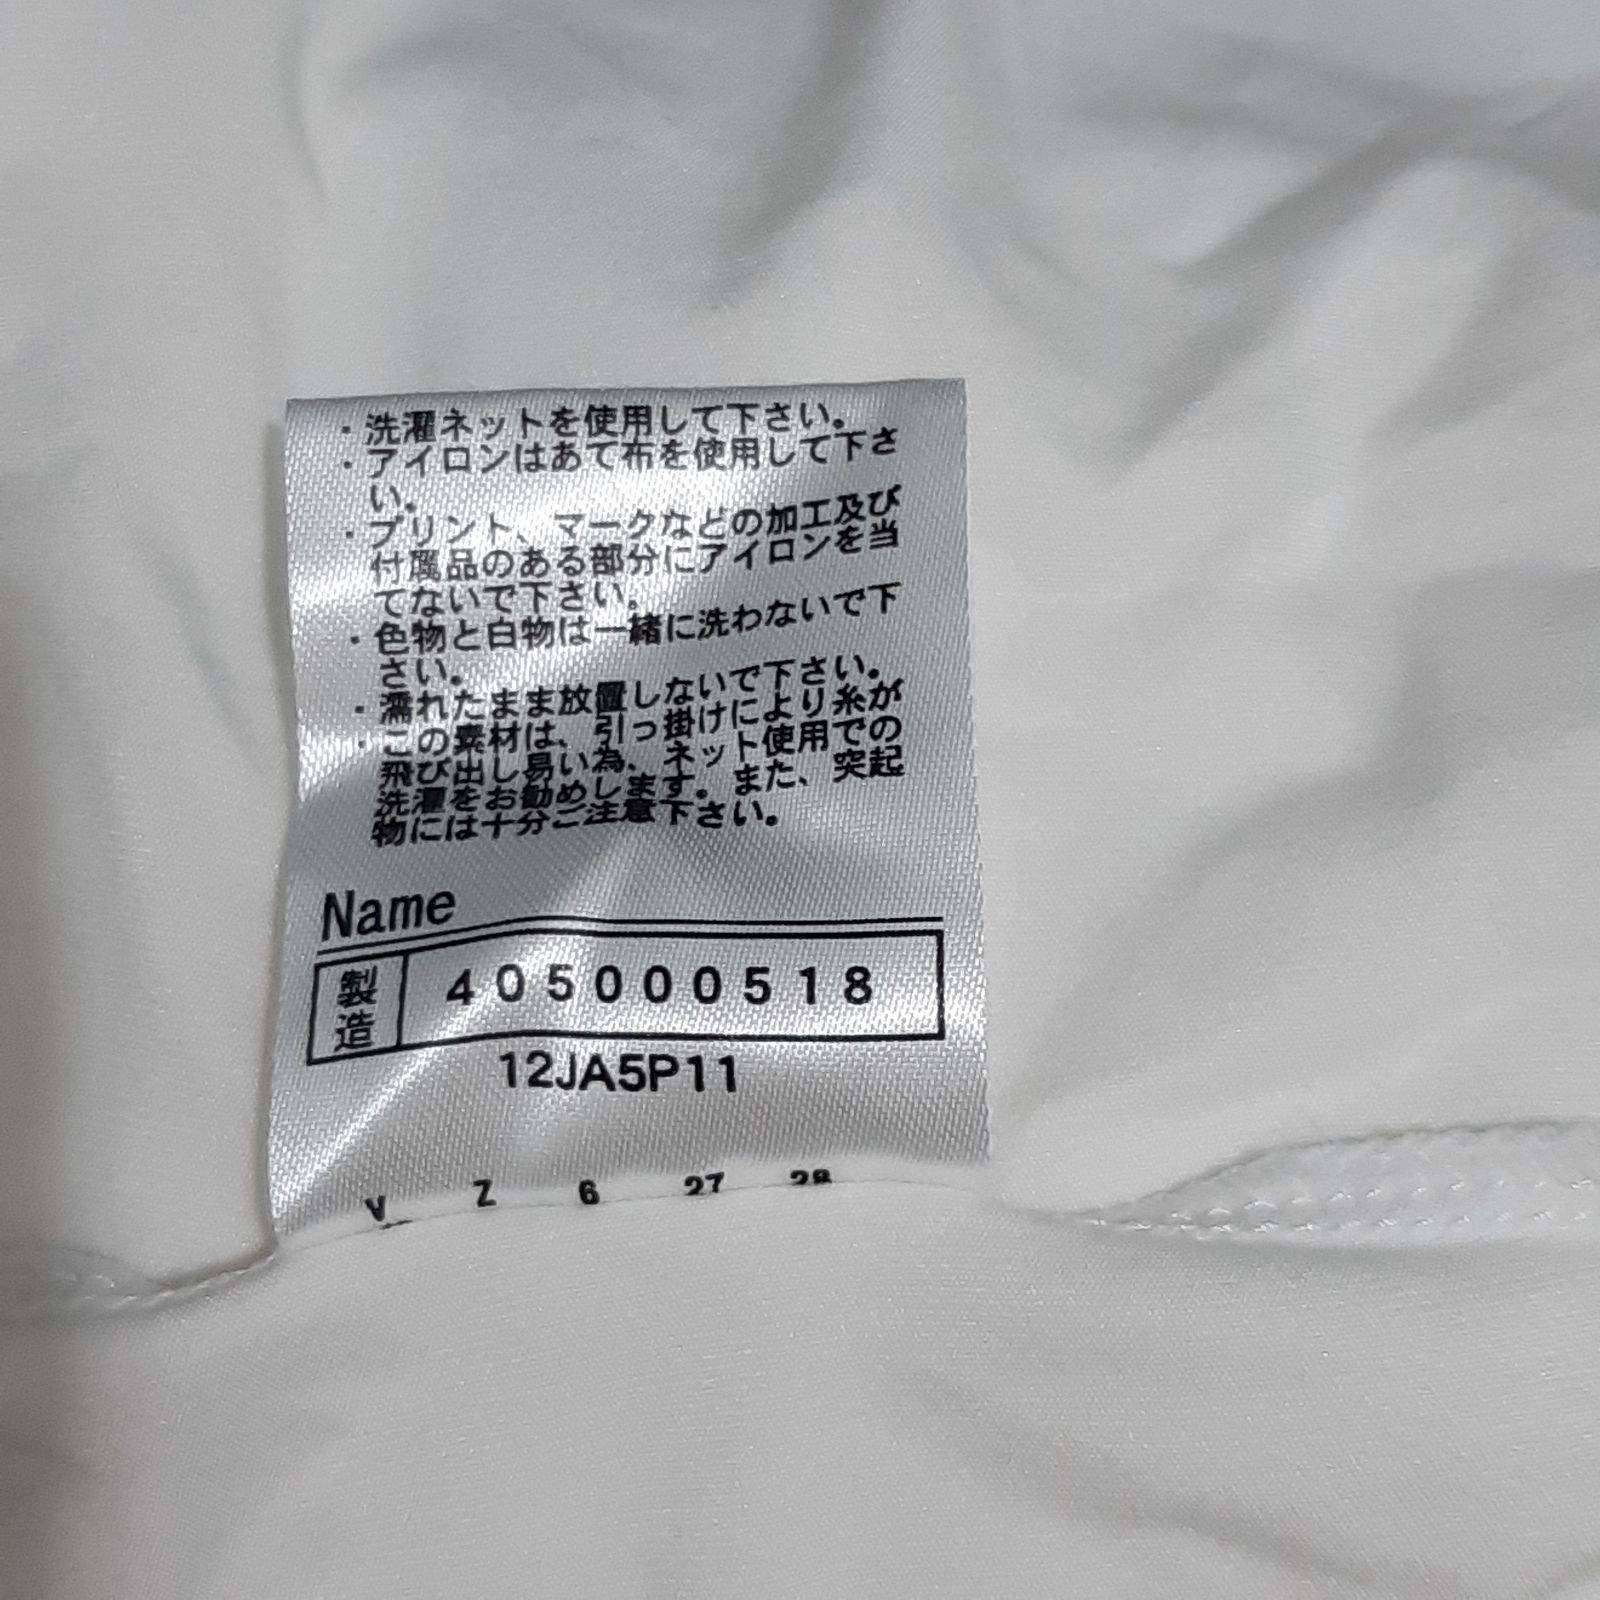 ・洗濯ネットを使用して下さい。
・アイロンはあて布を使用して下さ
い。
・プリント、マークなどの加工及び
付属品のある部分にアイロンを当
てないで下さい。
・色物と白物は一緒に洗わないで下
さい。
・濡れたまま放置しないで下さい。
・この素材は、引っ掛けにより糸が
飛び出し易い為、ネット使用での
洗濯をお勧めします。また、突起
物には十分ご注意下さい。
Name
製造 405000518
12JA5P11
V Z 6 27 28